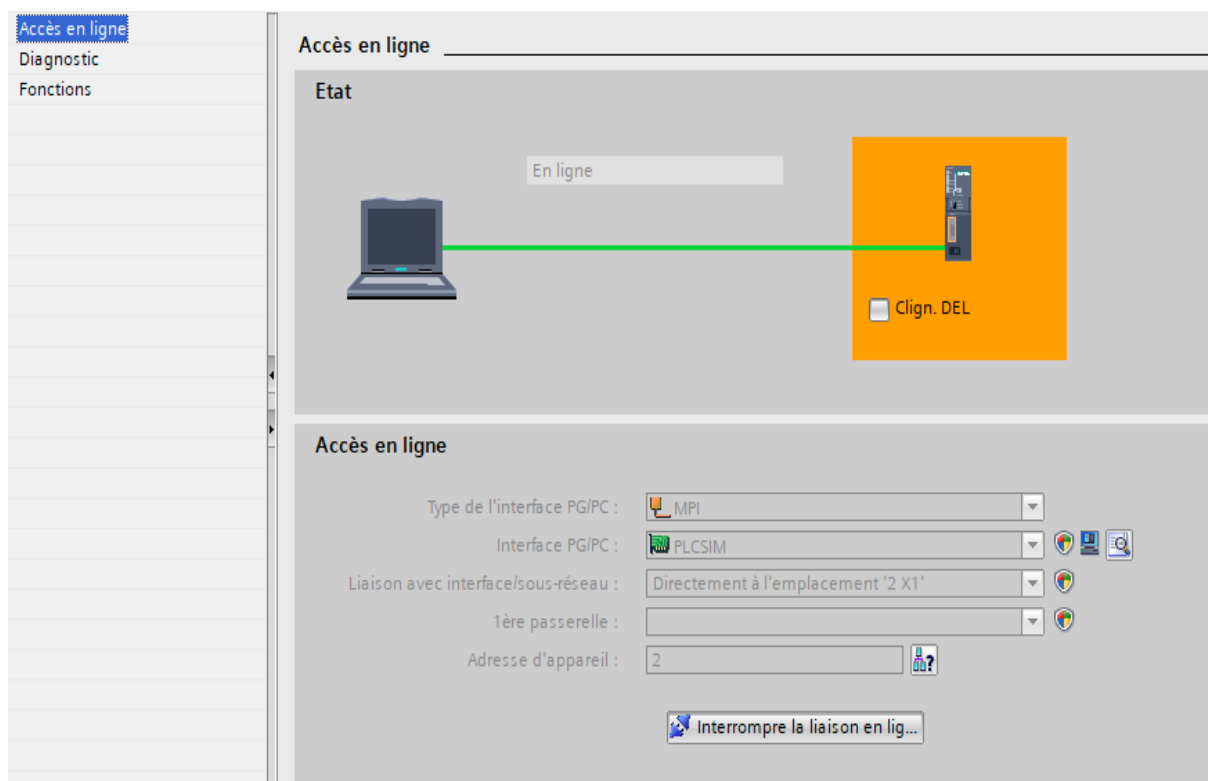 Accès en ligne
Diagnostic
Fonctions
Accès en ligne
Etat
En ligne
Clign. DEL
Accès en ligne
Type de l'interface PG/PC :
MPI
Interface PG/PC :
PLCSIM
Liaison avec interface/sous-réseau :
Directement à l'emplacement '2 X1'
1ère passerelle :
Adresse d'appareil :
2
Interrompre la liaison en lig...